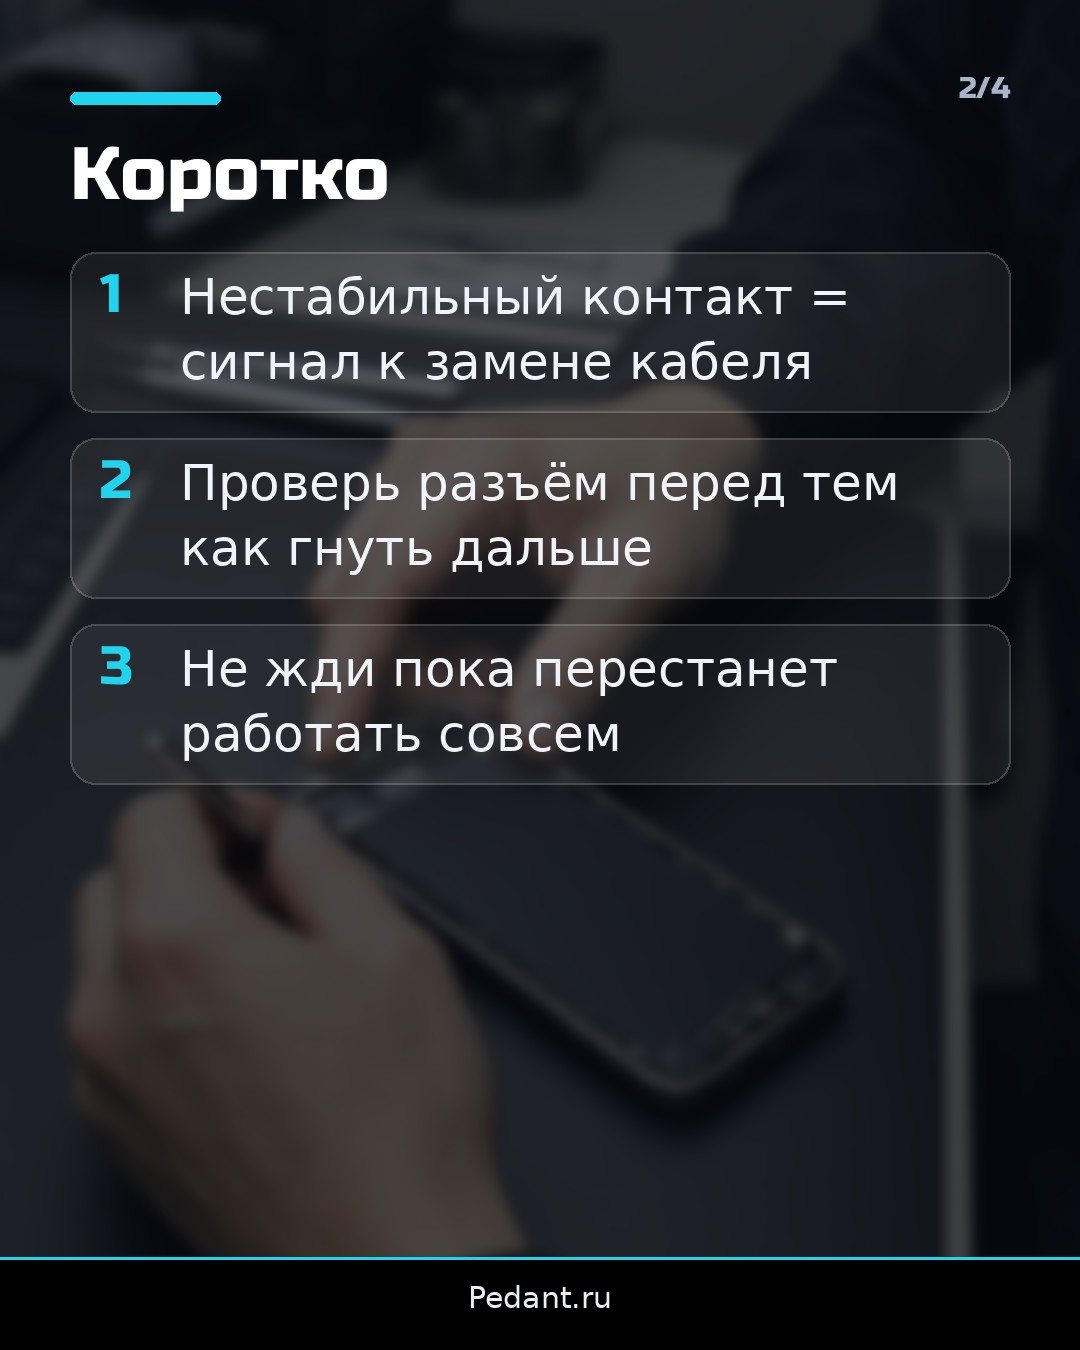 2/4
Коротко
1 Нестабильный контакт =
сигнал к замене кабеля
2 Проверь разъём перед тем
как гнуть дальше
3 Не жди пока перестанет
работать совсем
Pedant.ru